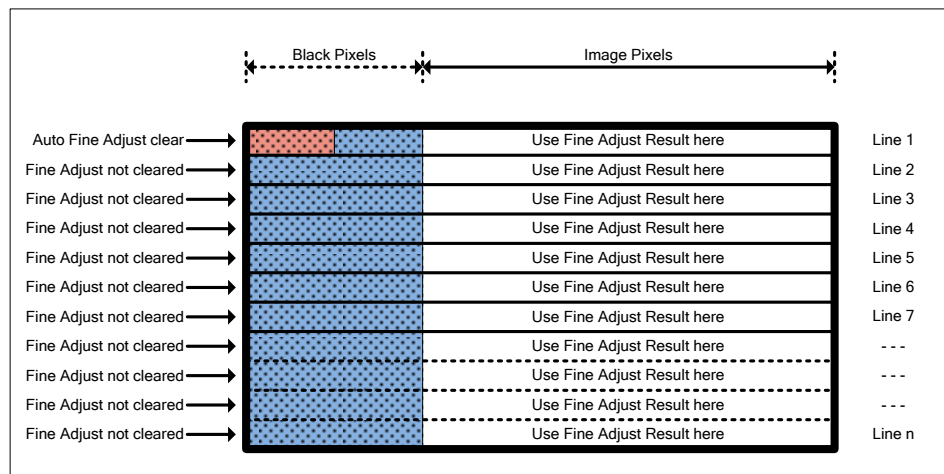 Black Pixels Image Pixels
Auto Fine Adjust clear Use Fine Adjust Result here Line 1
Fine Adjust not cleared Use Fine Adjust Result here Line 2
Fine Adjust not cleared Use Fine Adjust Result here Line 3
Fine Adjust not cleared Use Fine Adjust Result here Line 4
Fine Adjust not cleared Use Fine Adjust Result here Line 5
Fine Adjust not cleared Use Fine Adjust Result here Line 6
Fine Adjust not cleared Use Fine Adjust Result here Line 7
Fine Adjust not cleared Use Fine Adjust Result here - - -
Fine Adjust not cleared Use Fine Adjust Result here - - -
Fine Adjust not cleared Use Fine Adjust Result here - - -
Fine Adjust not cleared Use Fine Adjust Result here Line n